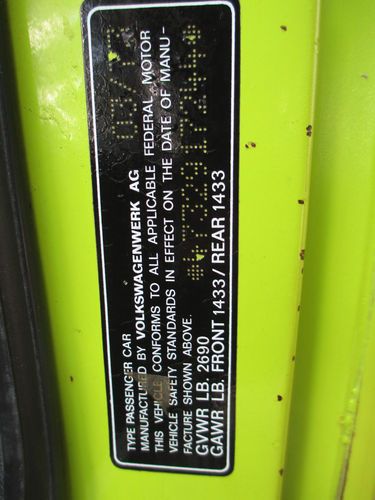 TYPE PASSENGER CAR
MANUFACTURED BY VOLKSWAGENWERK AG
THIS VEHICLE CONFORMS TO ALL APPLICABLE FEDERAL MOTOR
VEHICLE SAFETY STANDARDS IN EFFECT ON THE DATE OF MANU-
FACTURE SHOWN ABOVE.
GVWR LB. 2690
GAWR LB. FRONT 1433/REAR 1433